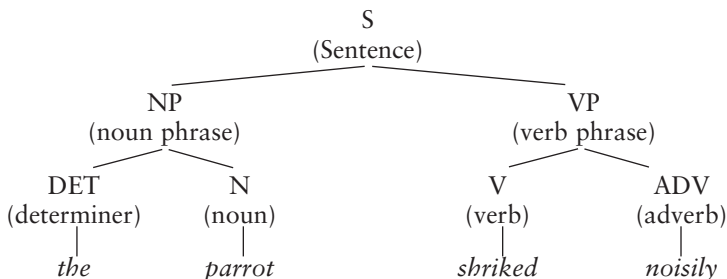 S
(Sentence)
NP VP
(noun phrase) (verb phrase)
DET N V ADV
(determiner) (noun) (verb) (adverb)
the parrot shriked noisily